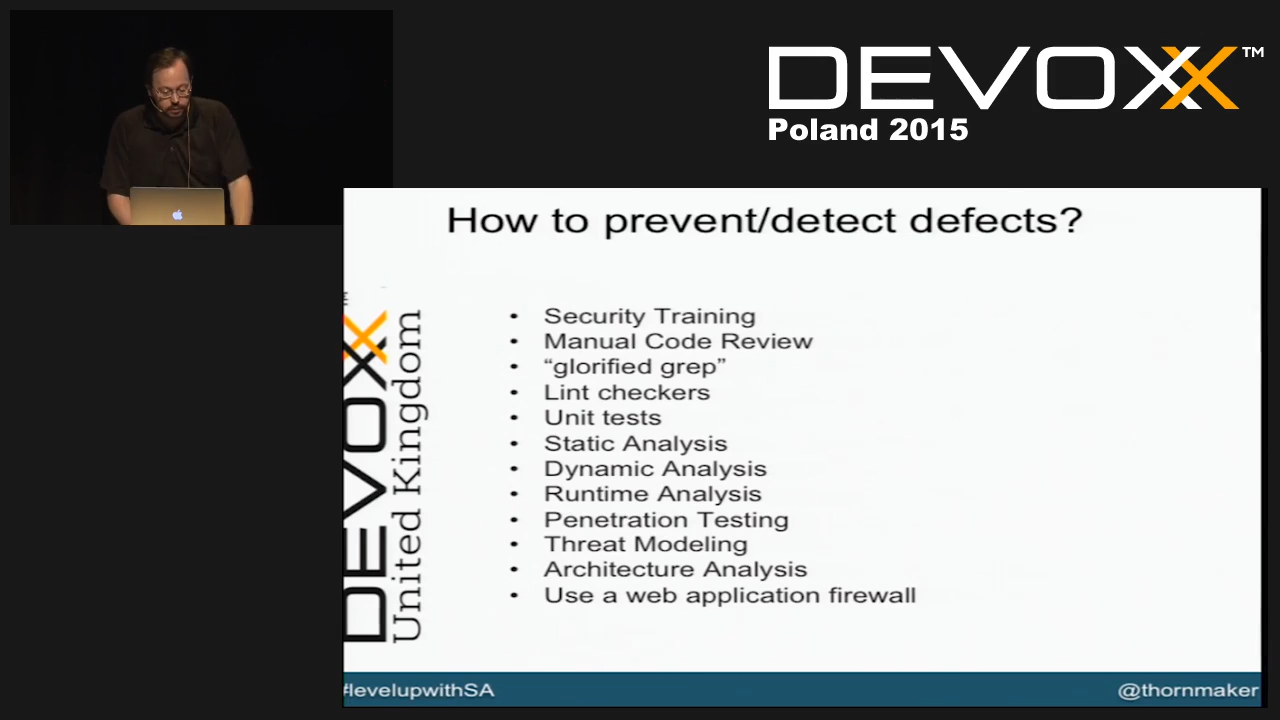 DEVOXX™
Poland 2015
How to prevent/detect defects?
• Security Training
• Manual Code Review
• “glorified grep”
• Lint checkers
• Unit tests
• Static Analysis
• Dynamic Analysis
• Runtime Analysis
• Penetration Testing
• Threat Modeling
• Architecture Analysis
• Use a web application firewall
DEVOXX™
United Kingdom
#levelupwithSA
@thornmaker